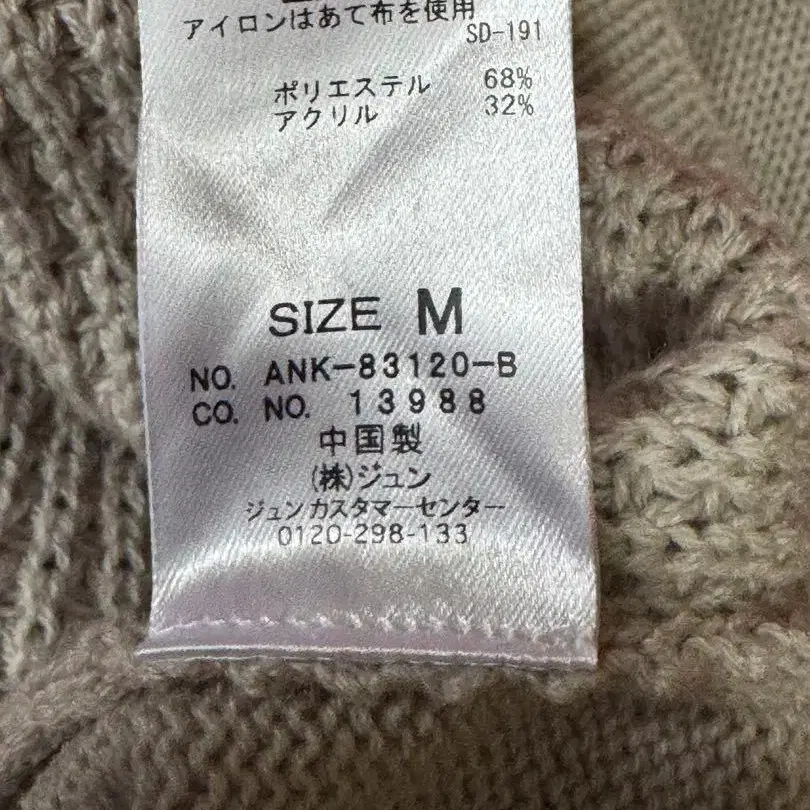 アイロンはあて布を使用
SD-191
ポリエステル 68%
アクリル 32%
SIZE M
NO. ANK-83120-B
CO. NO. 13988
中国製
(株)ジュン
ジュンカスタマーセンター
0120-298-133